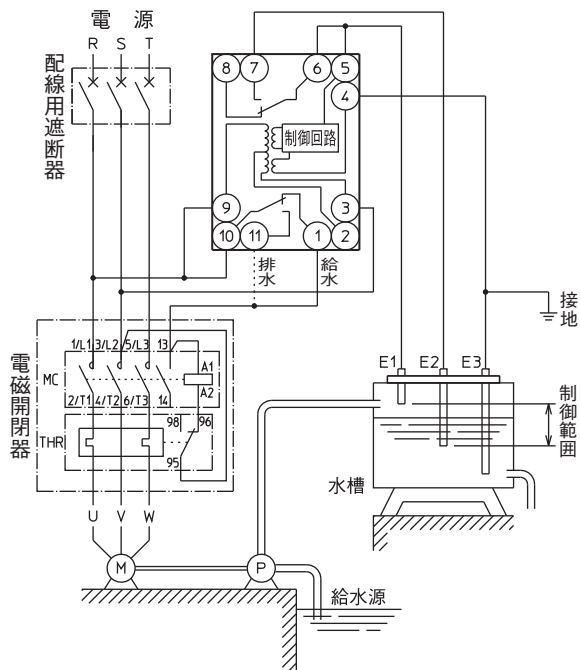 電源
R S T
配線用遮断器
8 7 6 5
4
制御回路
9 3
10 11 1 2
排水
給水
接地
電磁開閉器
1/L1 3/L2 5/L3 13
MC
A1
A2
2/T1 4/T2 6/T3 14
98 96
THR
95
U V W
E1 E2 E3
制御範囲
水槽
M
P
給水源